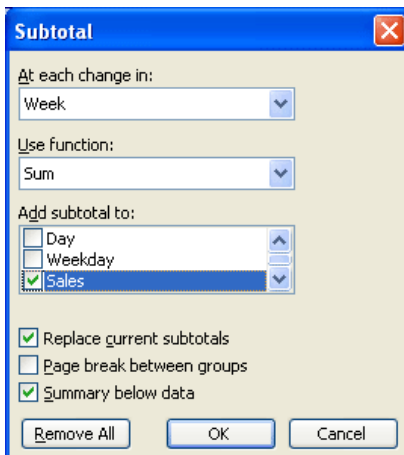 Subtotal
At each change in:
Week
Use function:
Sum
Add subtotal to:
Day
Weekday
Sales
Replace current subtotals
Page break between groups
Summary below data
Remove All OK Cancel